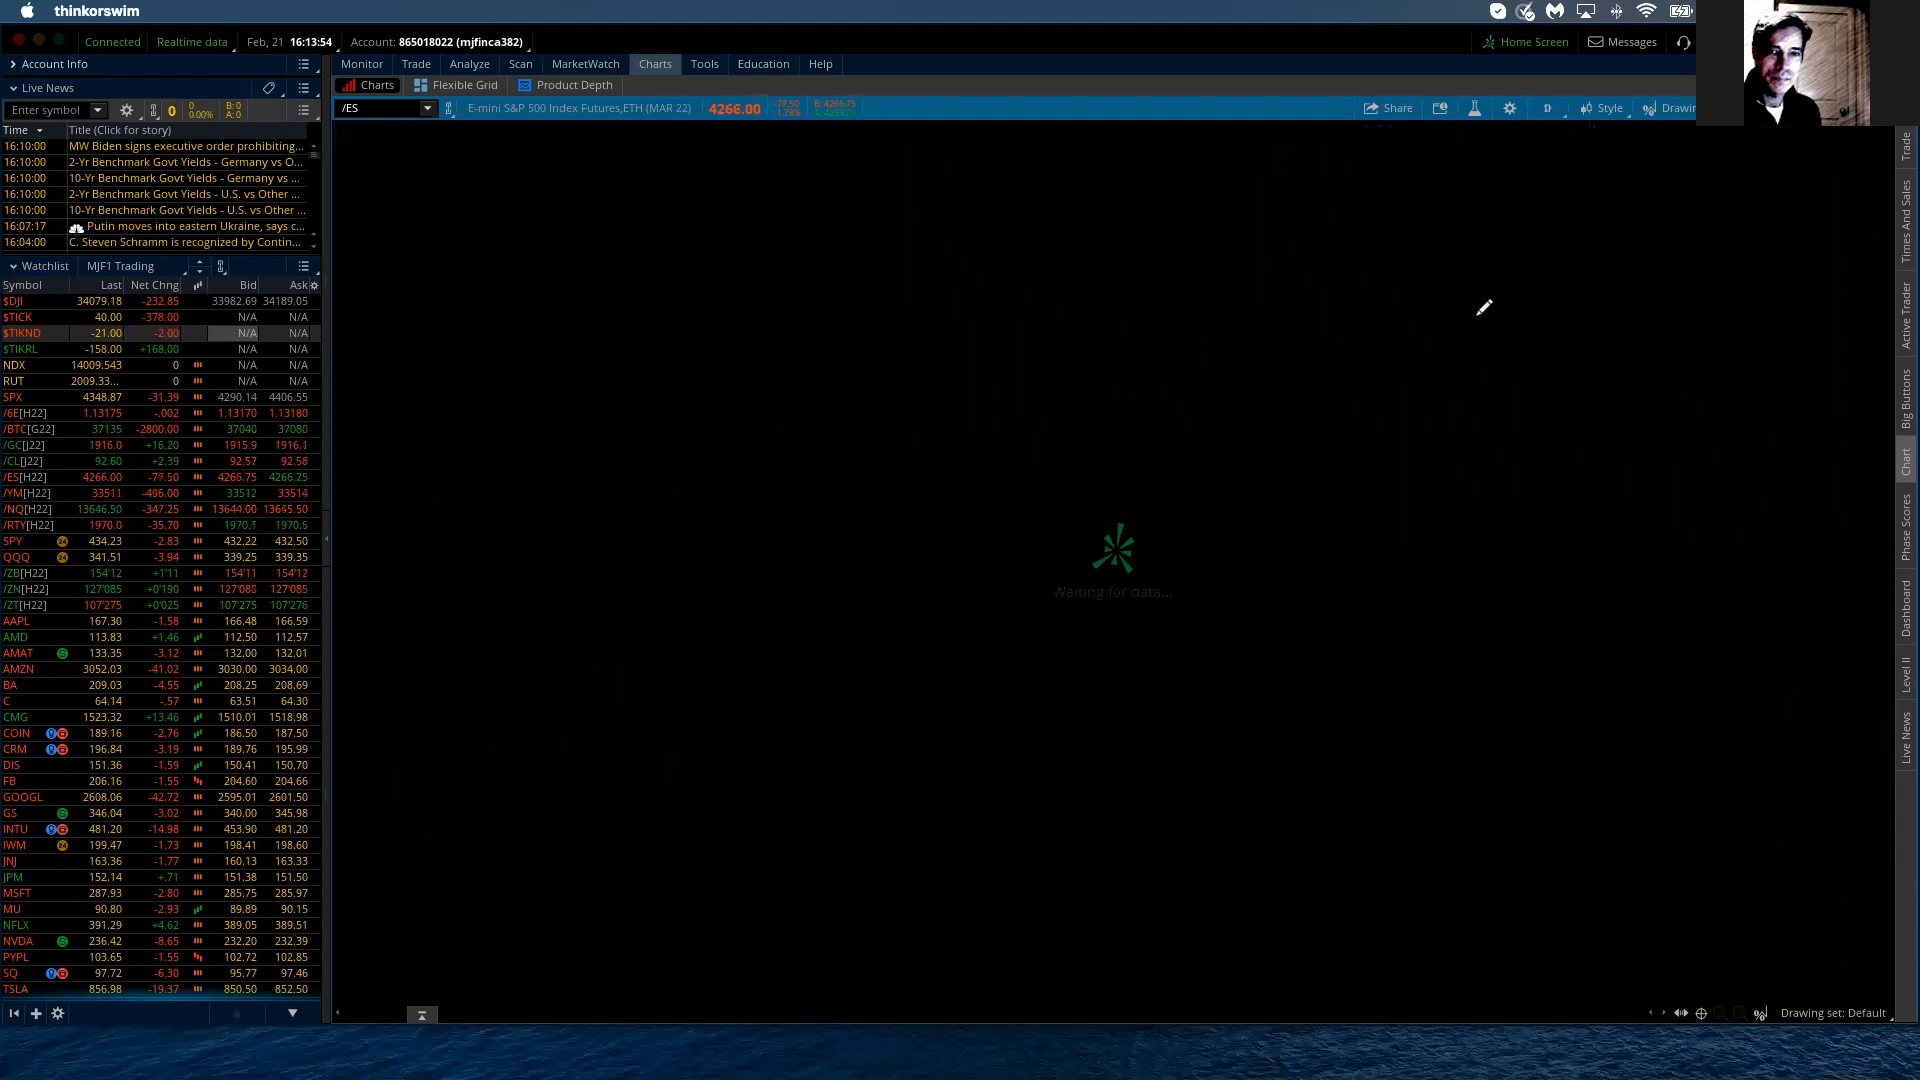 thinkorswim
Connected Realtime data Feb, 21 16:13:54 Account: 865018022 (mjfinca382) Home Screen Messages
Account Info Monitor Trade Analyze Scan MarketWatch Charts Tools Education Help
Live News Charts Flexible Grid Product Depth
Enter symbol 0 0 0.00% B: 0 A: 0 /ES E-mini S&P 500 Index Futures,ETH (MAR 22) 4266.00 -77.50 -1.78% B: 4266.75 Share D Style Drawin
Time Title (Click for story)
16:10:00 MW Biden signs executive order prohibiting...
16:10:00 2-Yr Benchmark Govt Yields - Germany vs O...
16:10:00 10-Yr Benchmark Govt Yields - Germany vs ...
16:10:00 2-Yr Benchmark Govt Yields - U.S. vs Other ...
16:10:00 10-Yr Benchmark Govt Yields - U.S. vs Other ...
16:07:17 Putin moves into eastern Ukraine, says c...
16:04:00 C. Steven Schramm is recognized by Contin...
Watchlist MJF1 Trading
Symbol Last Net Chng Bid Ask
$DJI 34079.18 -232.85 33982.69 34189.05
$TICK 40.00 -378.00 N/A N/A
$TIKND -21.00 -2.00 N/A N/A
$TIKRL -158.00 +168.00 N/A N/A
NDX 14009.543 0 N/A N/A
RUT 2009.33... 0 N/A N/A
SPX 4348.87 -31.39 4290.14 4406.55
/6E[H22] 1.13175 -.002 1.13170 1.13180
/BTC[G22] 37135 -2800.00 37040 37080
/GC[J22] 1916.0 +16.20 1915.9 1916.1
/CL[J22] 92.60 +2.39 92.57 92.58
/ES[H22] 4266.00 4266.75 4266.25
/YM[H22] 33511 -496.00 33512 33514
/NQ[H22] 13646.50 -347.25 13644.00 13645.50
/RTY[H22] 1970.0 -35.70
SPY 434.23 -2.83 432.22 432.50
QQQ 341.51 -3.94 339.25 339.35
/ZB[H22] 154'12 +1'11 154'11 154'12
/ZN[H22] 127'085 +0'190 127'085 127'085
/ZT[H22] 107'275 +0'025 107'275 107'276
AAPL 167.30 -1.58 166.48 166.59
AMD 113.83 +1.46 112.50 112.57
AMAT 133.35 -3.12 132.00 132.01
AMZN 3052.03 -41.02 3030.00 3034.00
BA 209.03 -4.55 208.25 208.69
C 64.14 -.57 63.51 64.30
CMG 1523.32 +13.46 1510.01 1518.98
COIN 189.16 -2.76 186.50 187.50
CRM 196.84 -3.19 189.76 195.99
DIS 151.36 -1.59 150.41 150.70
FB 206.16 -1.55 204.60 204.66
GOOGL 2608.06 -42.72 2595.01 2601.50
GS 346.04 -3.02 340.00 345.98
INTU 481.20 -14.98 453.90 481.20
IWM 199.47 -1.73 198.41 198.60
JNJ 163.36 -1.77 160.13 163.33
JPM 152.14 +.71 151.38 151.50
MSFT 287.93 -2.80 285.75 285.97
MU 90.80 -2.93 89.89 90.15
NFLX 391.29 +4.62 389.05 389.51
NVDA 236.42 -8.65 232.20 232.39
PYPL 103.65 -1.55 102.72 102.85
SQ 97.72 -6.30 95.77 97.46
TSLA 856.98 -19.37 850.50 852.50
Waiting for data...
Drawing set: Default
Trade
Times And Sales
Active Trader
Big Buttons
Chart
Phase Scores
Dashboard
Level II
Live News